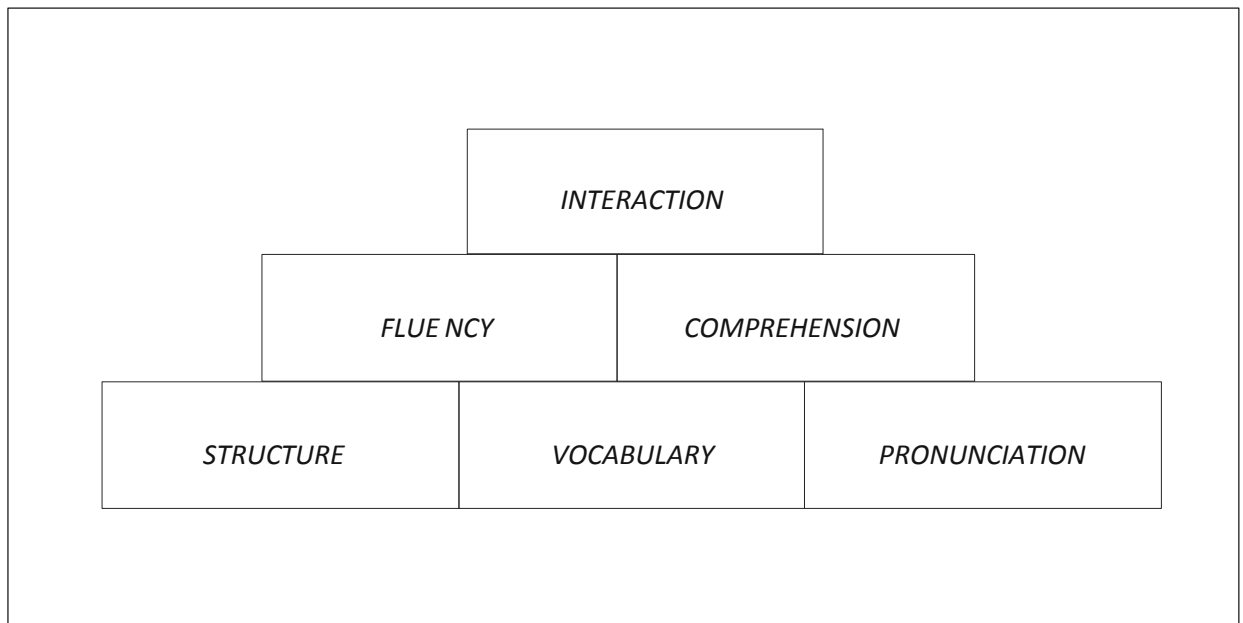 INTERACTION
FLUE NCY COMPREHENSION
STRUCTURE VOCABULARY PRONUNCIATION